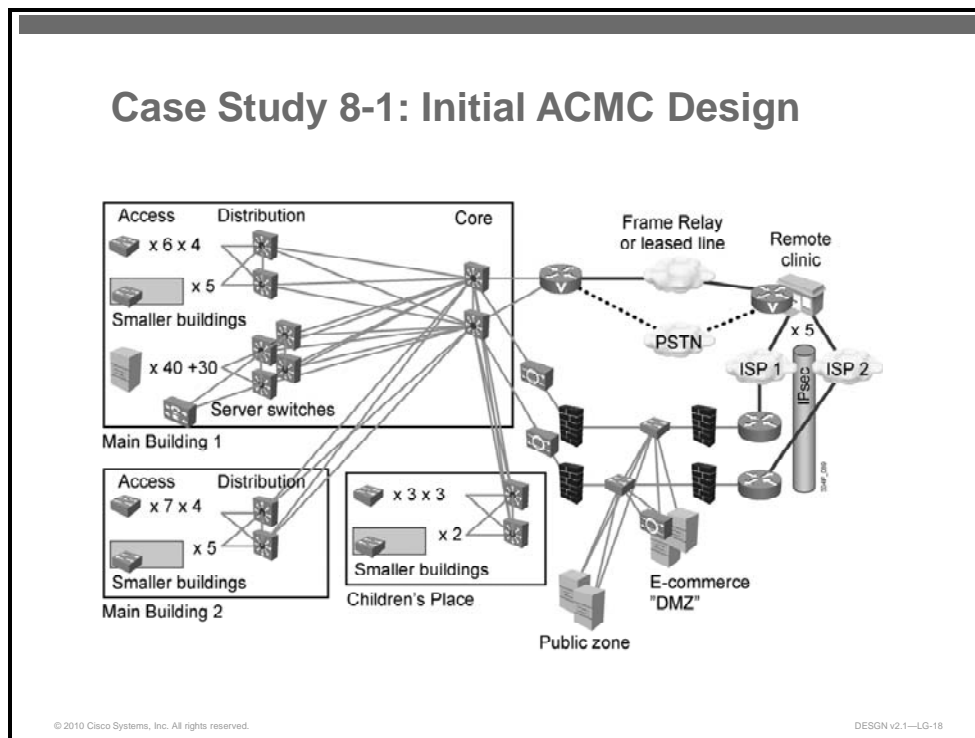 Case Study 8-1: Initial ACMC Design
Access
Distribution
Core
x 6 x 4
x 5
Smaller buildings
x 40 +30
Server switches
Main Building 1
Frame Relay
or leased line
Remote
clinic
V
V
PSTN
x 5
ISP 1
IPsec
ISP 2
Access
Distribution
x 7 x 4
x 5
Smaller buildings
Main Building 2
x 3 x 3
x 2
Smaller buildings
Children's Place
E-commerce
"DMZ"
Public zone
© 2010 Cisco Systems, Inc. All rights reserved.
DESGN v2.1—LG-18